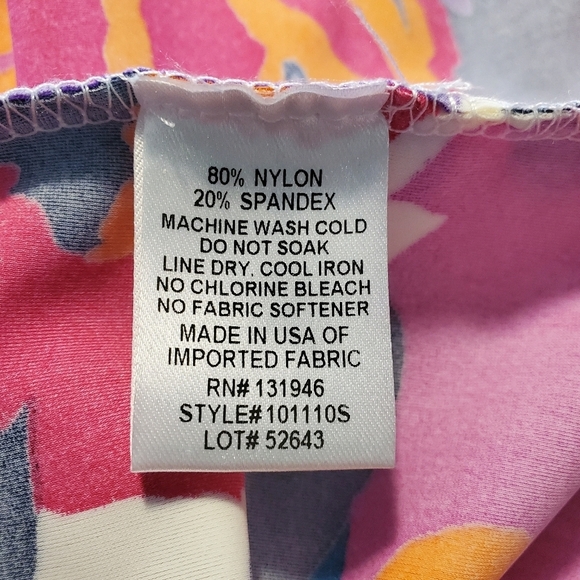 80% NYLON
20% SPANDEX
MACHINE WASH COLD
DO NOT SOAK
LINE DRY, COOL IRON
NO CHLORINE BLEACH
NO FABRIC SOFTENER
MADE IN USA OF
IMPORTED FABRIC
RN# 131946
STYLE#101110S
LOT# 52643